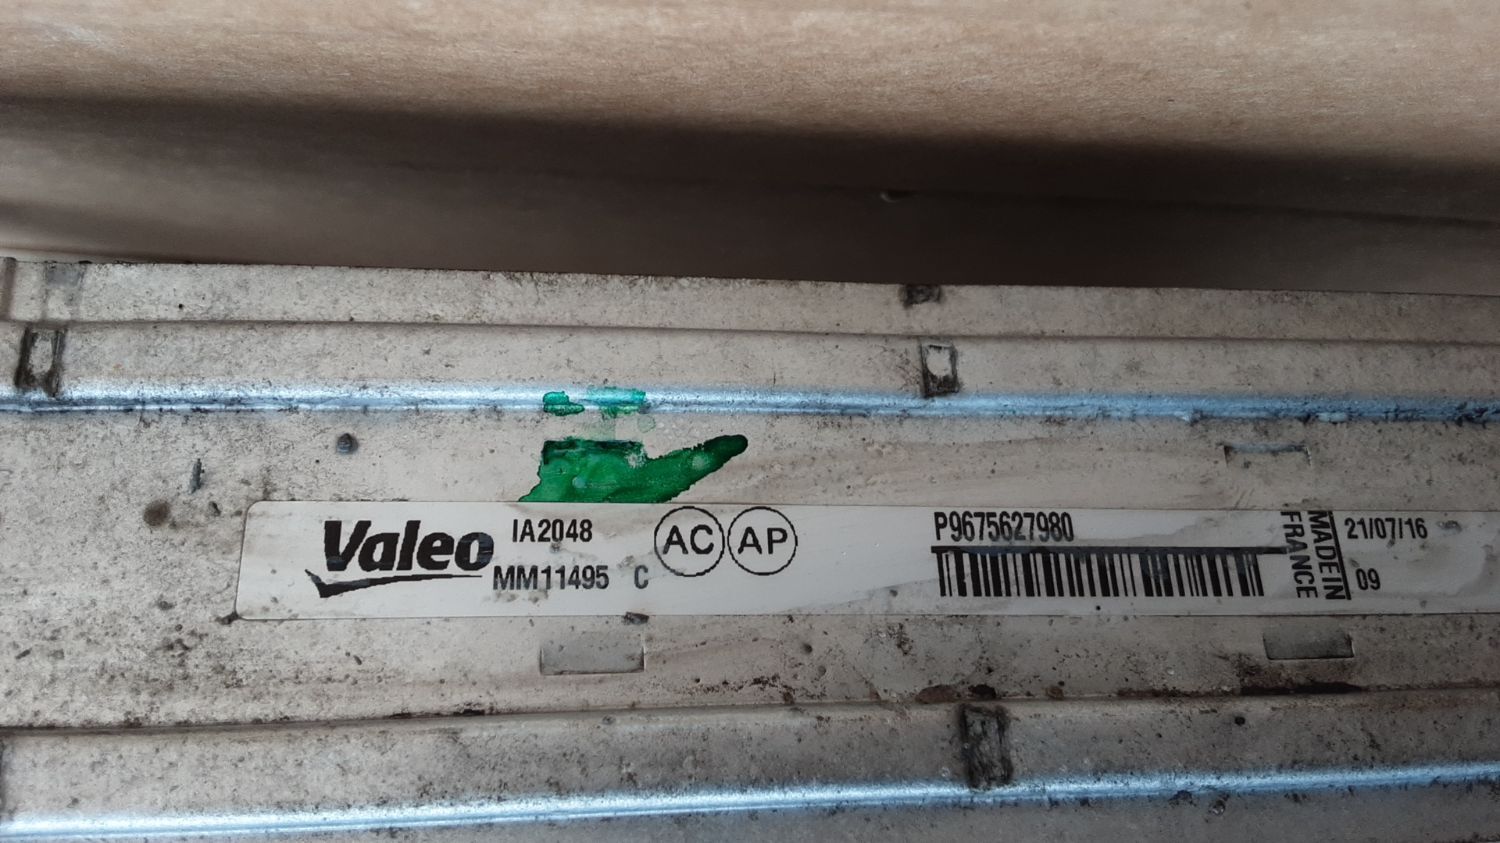 Valeo
IA2048
MM11495 C
AC
AP
P9675627980
MADE IN
FRANCE
21/07/16
09